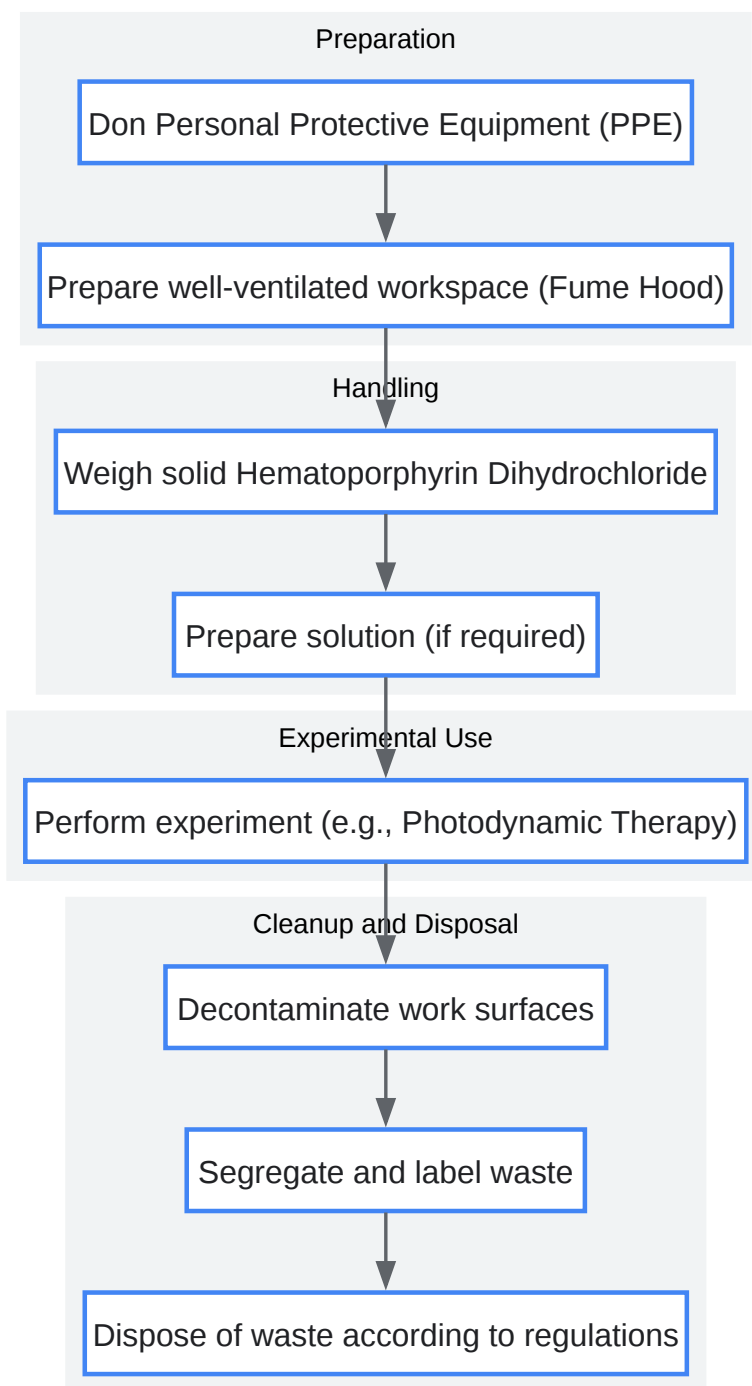 Preparation
Don Personal Protective Equipment (PPE)
Prepare well-ventilated workspace (Fume Hood)
Handling
Weigh solid Hematoporphyrin Dihydrochloride
Prepare solution (if required)
Experimental Use
Perform experiment (e.g., Photodynamic Therapy)
Cleanup and Disposal
Decontaminate work surfaces
Segregate and label waste
Dispose of waste according to regulations